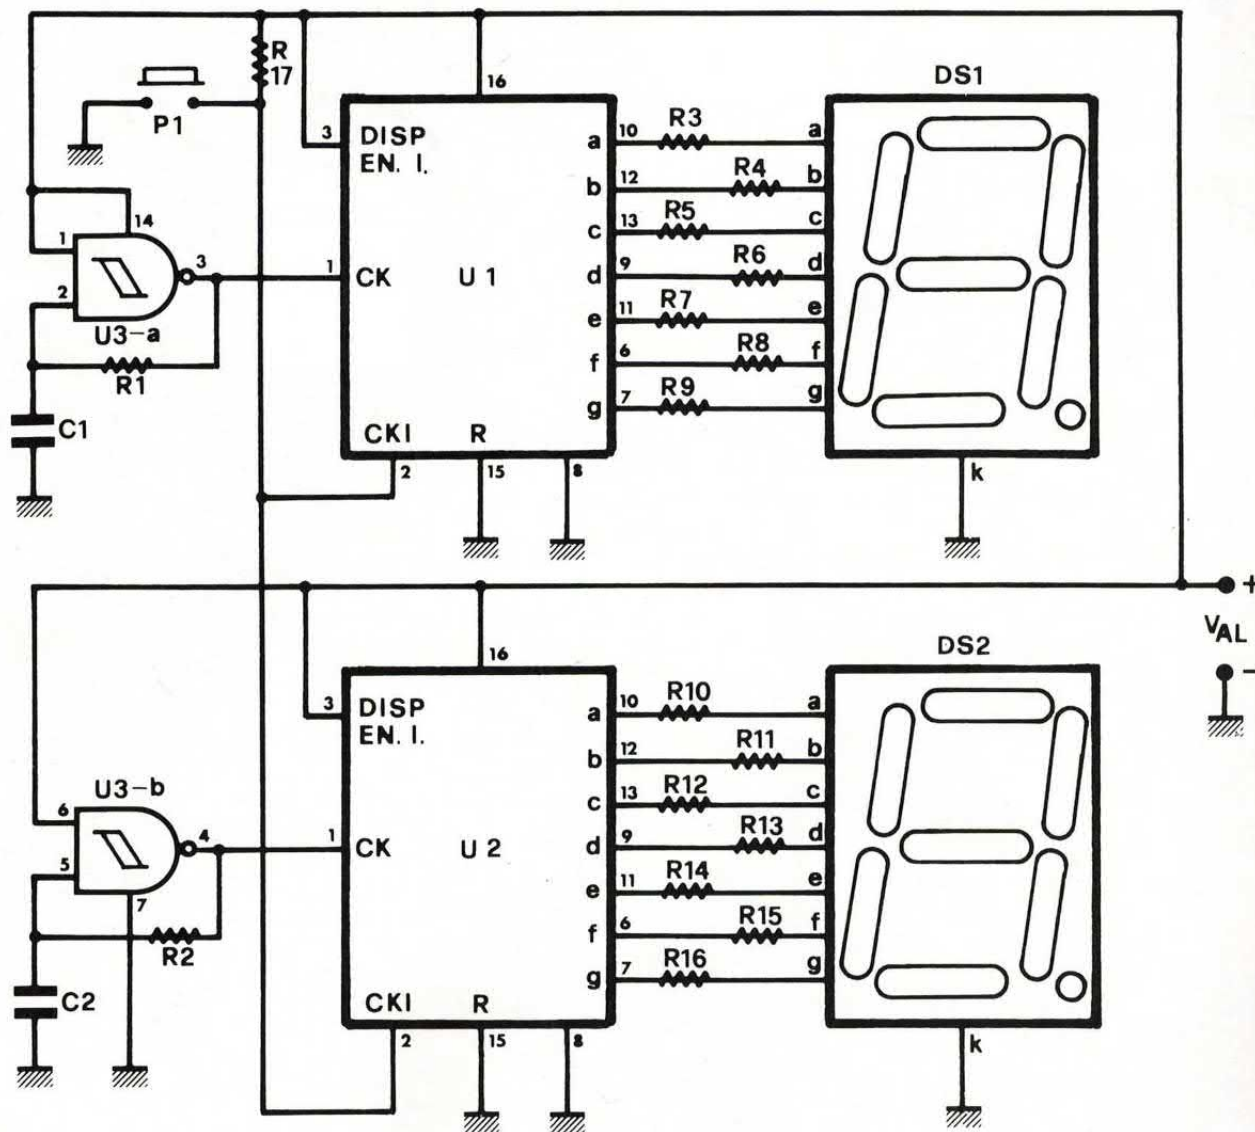 R
17
P1
16
DS1
3
DISP
EN. I.
14
1
2
3
U3-a
R1
C1
1
CK
U 1
a
10
R3
a
b
12
R4
b
c
13
R5
c
d
9
R6
d
e
11
R7
e
f
6
R8
f
g
7
R9
g
CKI
R
2
15
8
k
+
VAL
-
16
DS2
3
DISP
EN. I.
U3-b
6
5
4
7
R2
C2
1
CK
U 2
a
10
R10
a
b
12
R11
b
c
13
R12
c
d
9
R13
d
e
11
R14
e
f
6
R15
f
g
7
R16
g
CKI
R
2
15
8
k